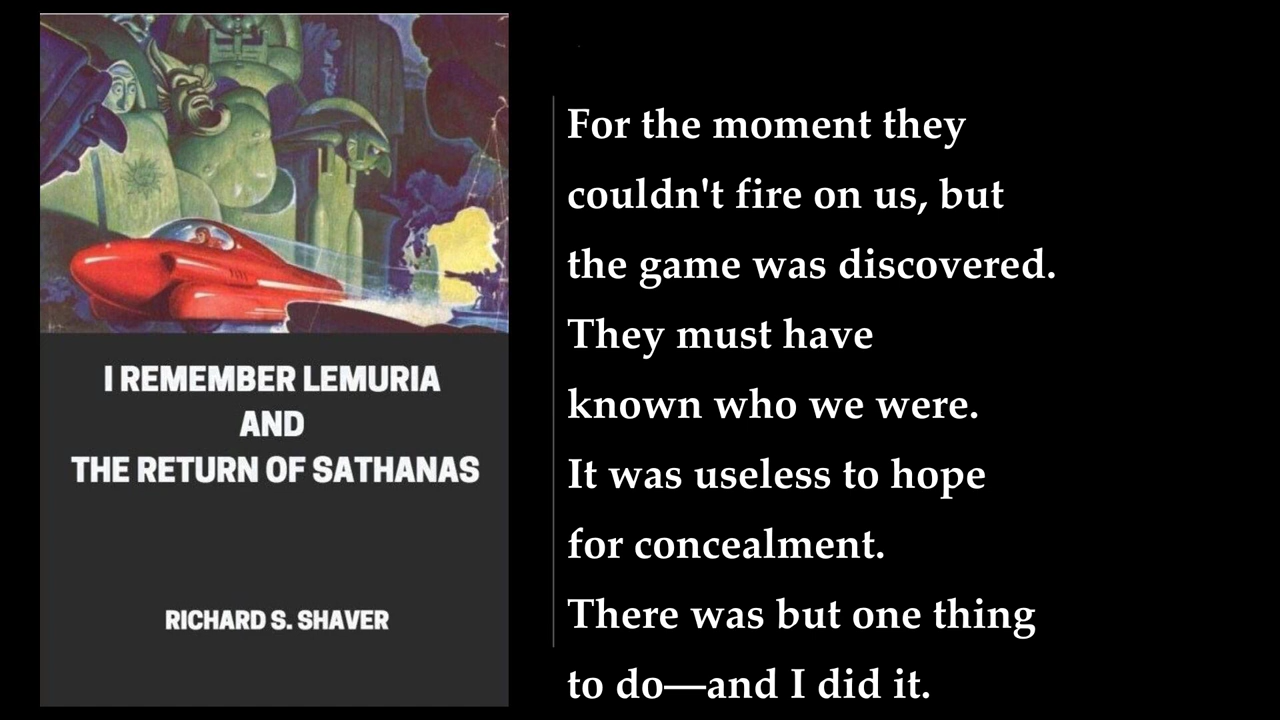 I REMEMBER LEMURIA
AND
THE RETURN OF SATHANAS
RICHARD S. SHAVER
For the moment they
couldn't fire on us, but
the game was discovered.
They must have
known who we were.
It was useless to hope
for concealment.
There was but one thing
to do—and I did it.